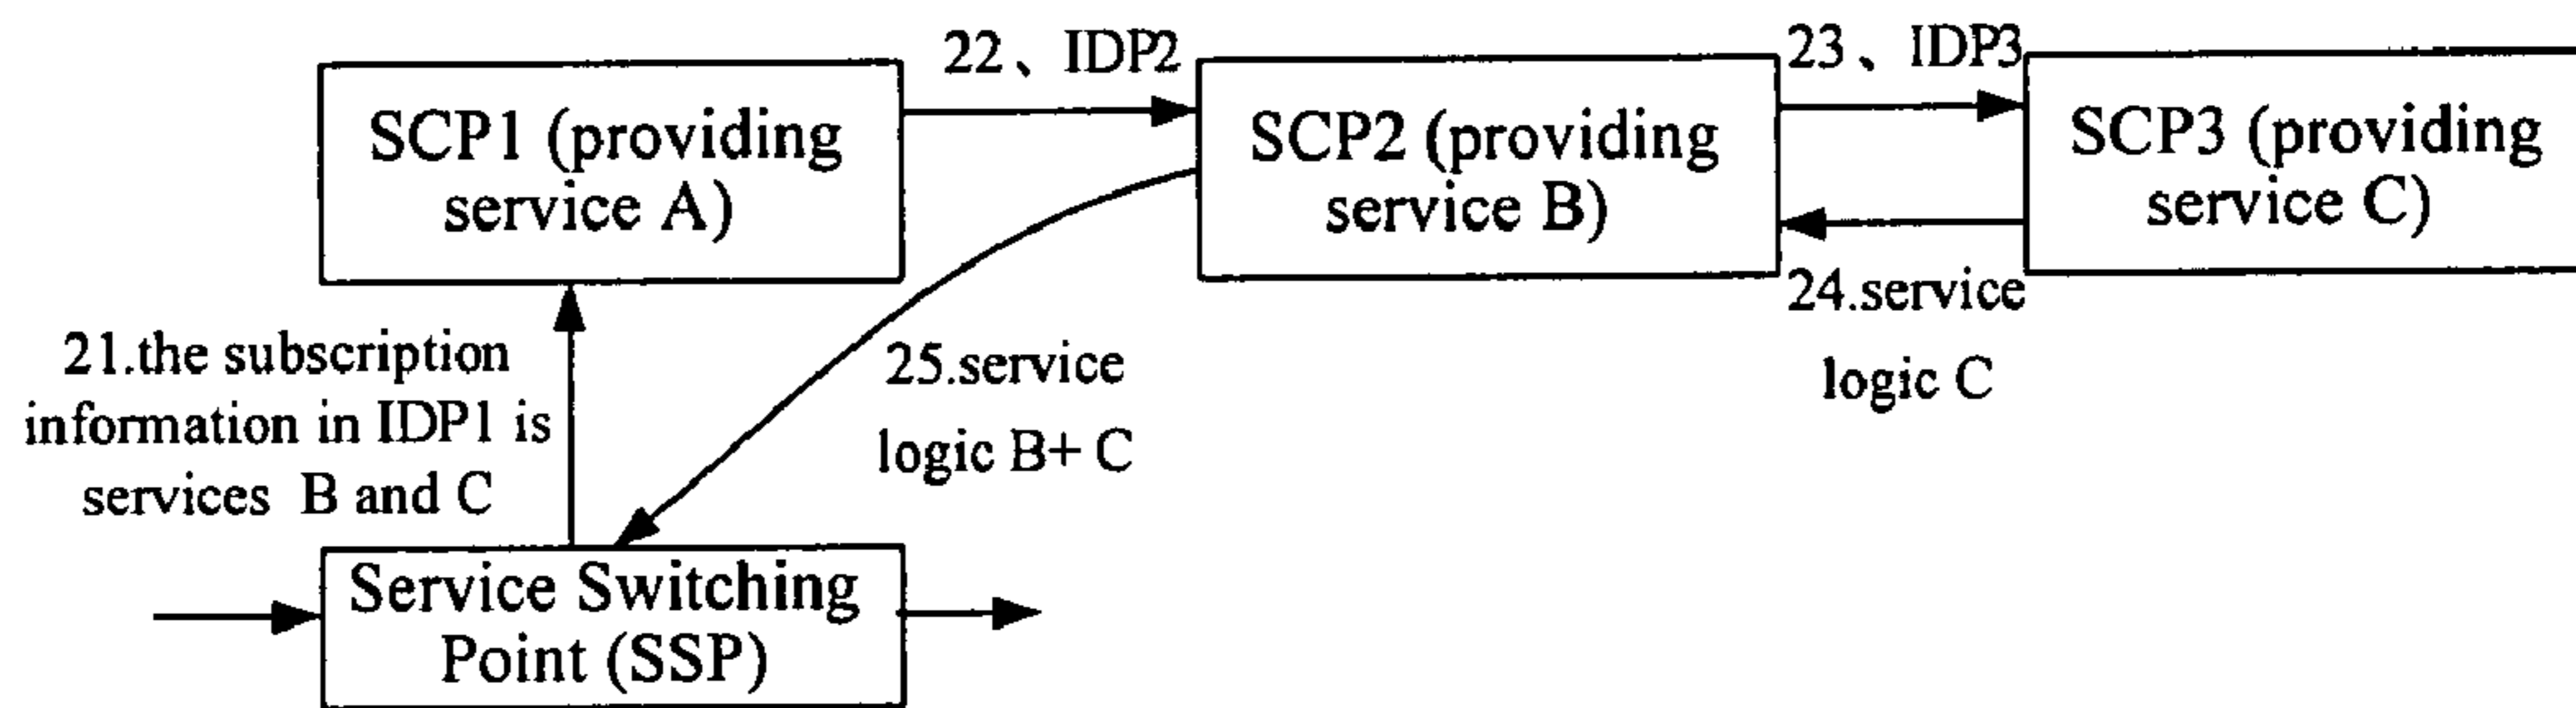 22、IDP2
23、IDP3
SCP1 (providing
service A)
SCP2 (providing
service B)
SCP3 (providing
service C)
24.service
logic C
21.the subscription
information in IDP1 is
services B and C
25.service
logic B+ C
Service Switching
Point (SSP)